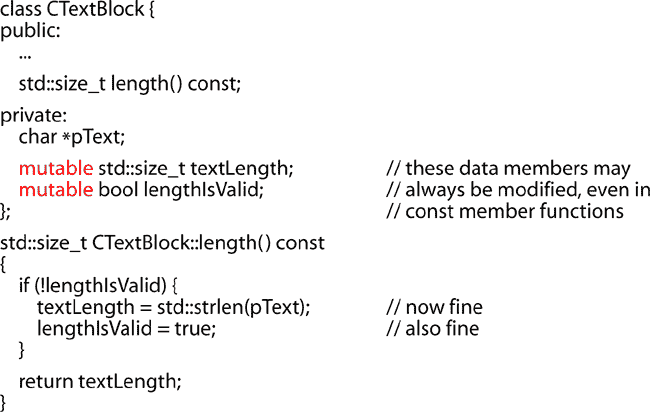 class CTextBlock {
public:
...
std::size_t length() const;
private:
char *pText;
mutable std::size_t textLength; // these data members may
mutable bool lengthIsValid; // always be modified, even in
}; // const member functions
std::size_t CTextBlock::length() const
{
if (!lengthIsValid) {
textLength = std::strlen(pText); // now fine
lengthIsValid = true; // also fine
}
return textLength;
}